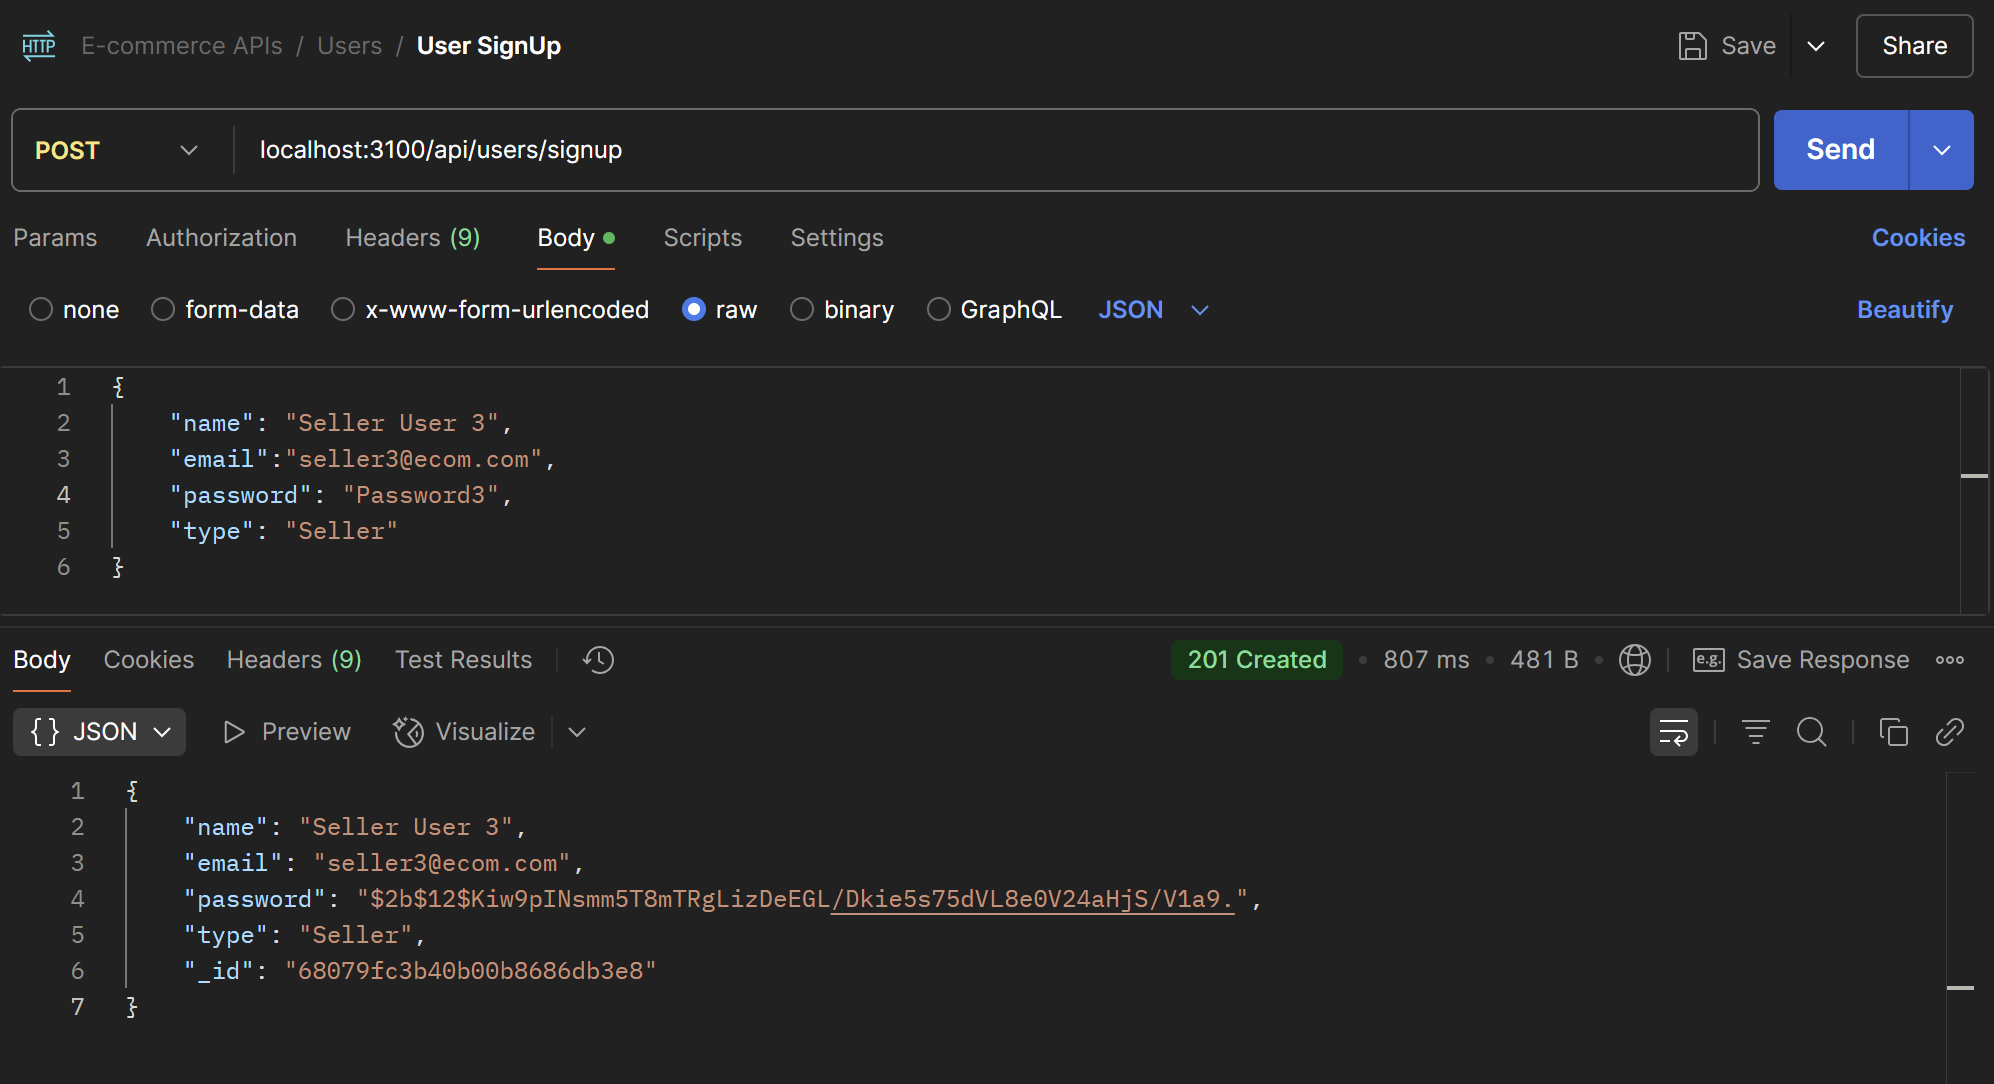 HTTP E-commerce APIs / Users / User SignUp Save Share
POST localhost:3100/api/users/signup Send
Params Authorization Headers (9) Body Scripts Settings Cookies
none form-data x-www-form-urlencoded raw binary GraphQL JSON Beautify
1 {
2 "name": "Seller User 3",
3 "email":"seller3@ecom.com",
4 "password": "Password3",
5 "type": "Seller"
6 }
Body Cookies Headers (9) Test Results 201 Created • 807 ms • 481 B • e.g. Save Response
{} JSON Preview Visualize
1 {
2 "name": "Seller User 3",
3 "email": "seller3@ecom.com",
4 "password": "$2b$12$Kiw9pINsmm5T8mTRgLizDeEGL/Dkie5s75dVL8e0V24aHjS/V1a9.",
5 "type": "Seller",
6 "_id": "68079fc3b40b00b8686db3e8"
7 }